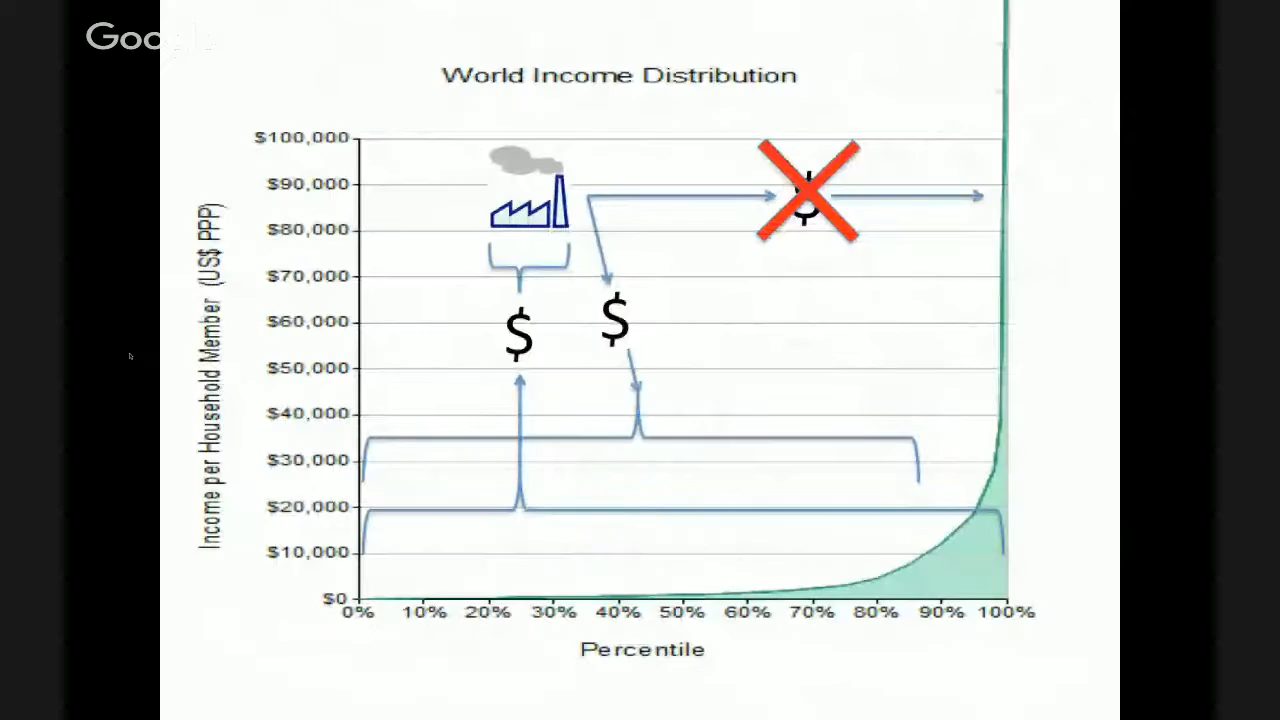 Google
World Income Distribution
$100,000
$90,000
$80,000
$70,000
$60,000
$50,000
$40,000
$30,000
$20,000
$10,000
$0
Income per Household Member (US$ PPP)
$
$
$
0% 10% 20% 30% 40% 50% 60% 70% 80% 90% 100%
Percentile